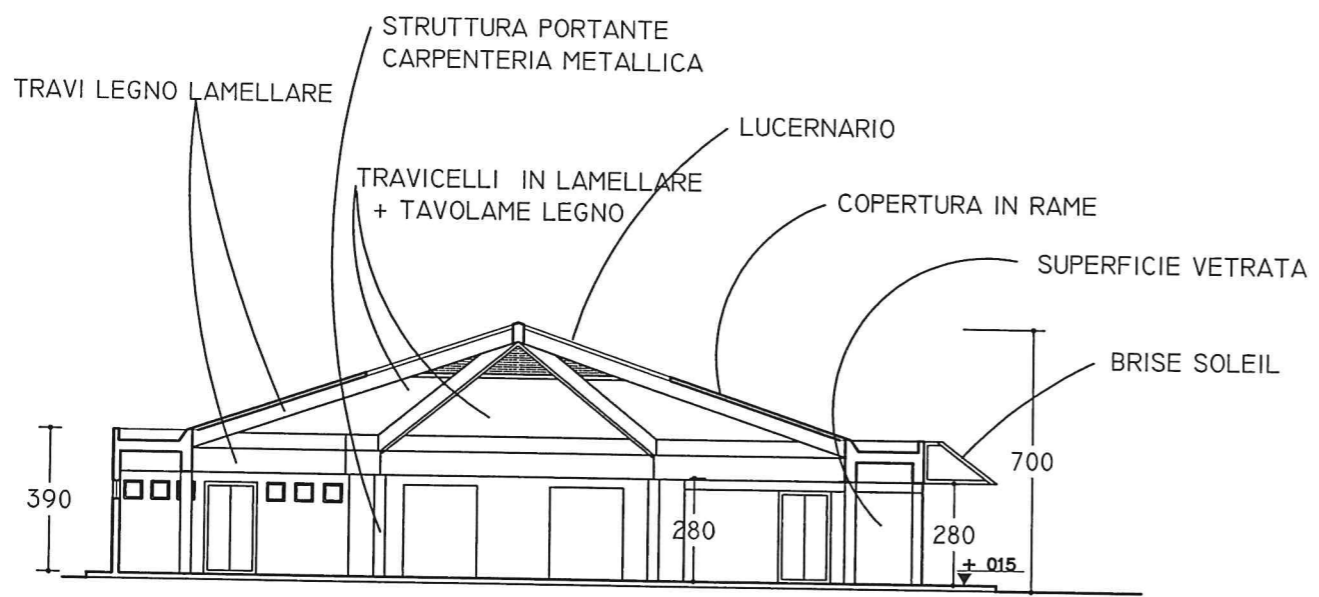 STRUTTURA PORTANTE
CARPENTERIA METALLICA
TRAVI LEGNO LAMELLARE
LUCERNARIO
TRAVICELLI IN LAMELLARE
+ TAVOLAME LEGNO
COPERTURA IN RAME
SUPERFICIE VETRATA
BRISE SOLEIL
700
390
280
280
+ 015